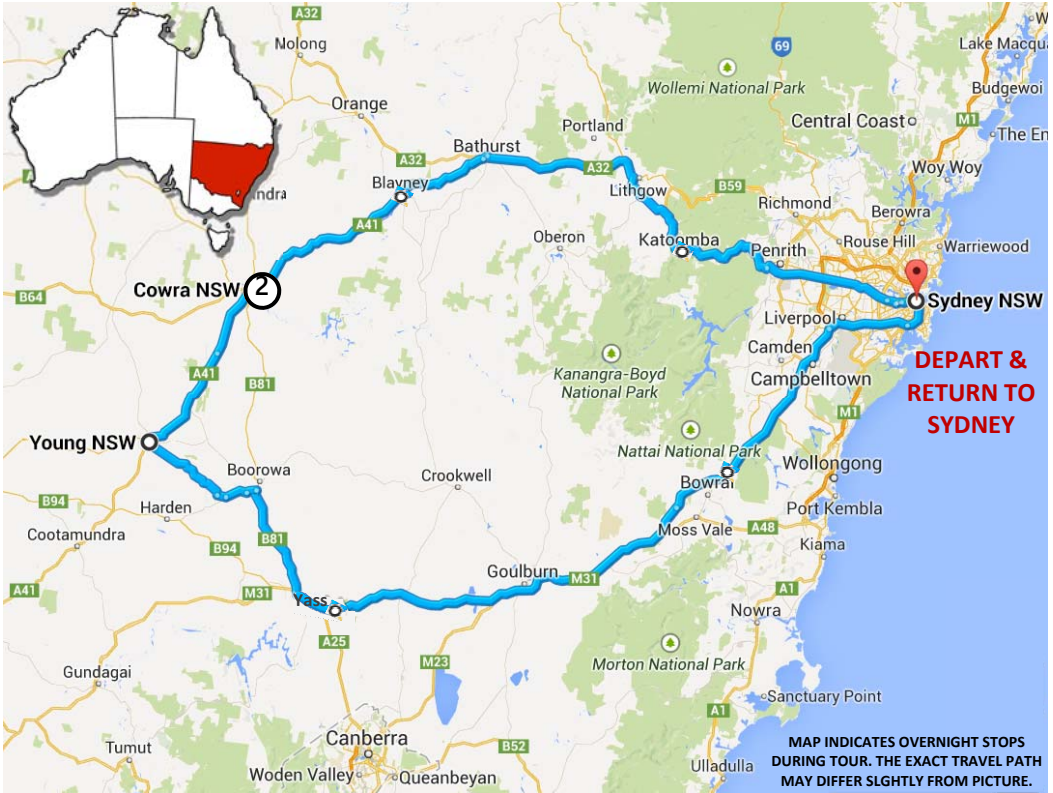 A32
Nolong
69
Lake Macqua
Wollemi National Park
Budgewoi
Orange
Portland
Central Coast
M1
The En
Bathurst
A32
A32
Woy Woy
Blayney
Lithgow
B59
ndra
Richmond
Berowra
A41
Oberon
Katoomba
Penrith
Rouse Hill
Warriewood
B64
Cowra NSW
2
Sydney NSW
Liverpool
Camden
Campbelltown
DEPART &
RETURN TO
SYDNEY
Kanangra-Boyd
National Park
A41
B81
M1
Young NSW
Nattai National Park
Wollongong
Boorowa
Crookwell
Bowral
B94
Harden
Port Kembla
Moss Vale
A48
Cootamundra
B94
B81
Kiama
Goulburn
M31
A41
M31
Yass
A1
Nowra
A25
M23
Morton National Park
Gundagai
Sanctuary Point
A1
Canberra
Tumut
B52
Woden Valley
Queanbeyan
Ulladulla
MAP INDICATES OVERNIGHT STOPS
DURING TOUR. THE EXACT TRAVEL PATH
MAY DIFFER SLGHTLY FROM PICTURE.